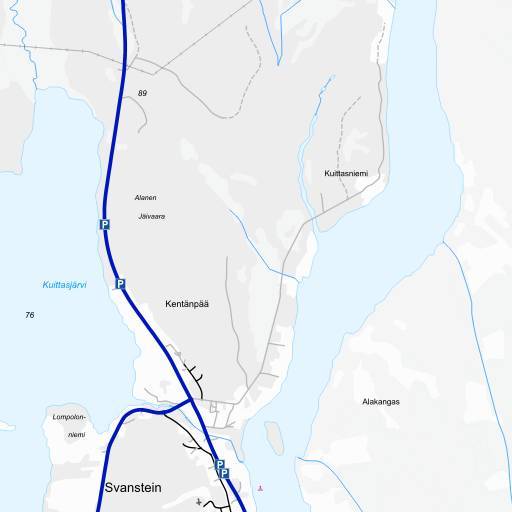 89
Kuittasniemi
Alanen
Jäivaara
P
P
Kuittasjärvi
Kentänpää
76
Alakangas
Lompolon-
niemi
P
P
Svanstein